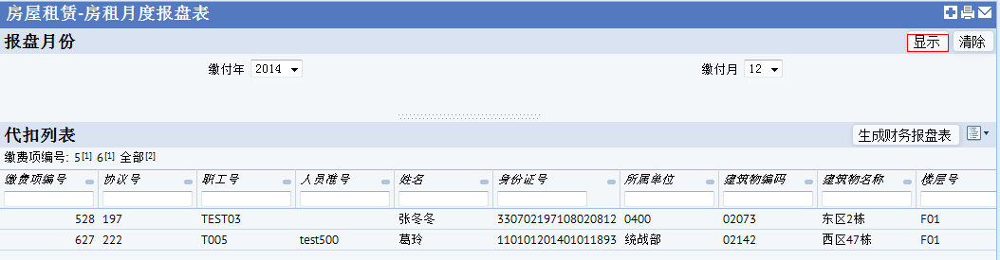 房屋租赁-房租月度报盘表
报盘月份 显示 清除
缴付年 2014 缴付月 12
代扣列表 生成财务报盘表
缴费项编号: 5[1] 6[1] 全部[2]
缴费项编号 协议号 职工号 人员唯号 姓名 身份证号 所属单位 建筑物编码 建筑物名称 楼层号
528 197 TEST03 张冬冬 330702197108020812 0400 02073 东区2栋 F01
627 222 T005 test500 葛玲 110101201401011893 统战部 02142 西区47栋 F01